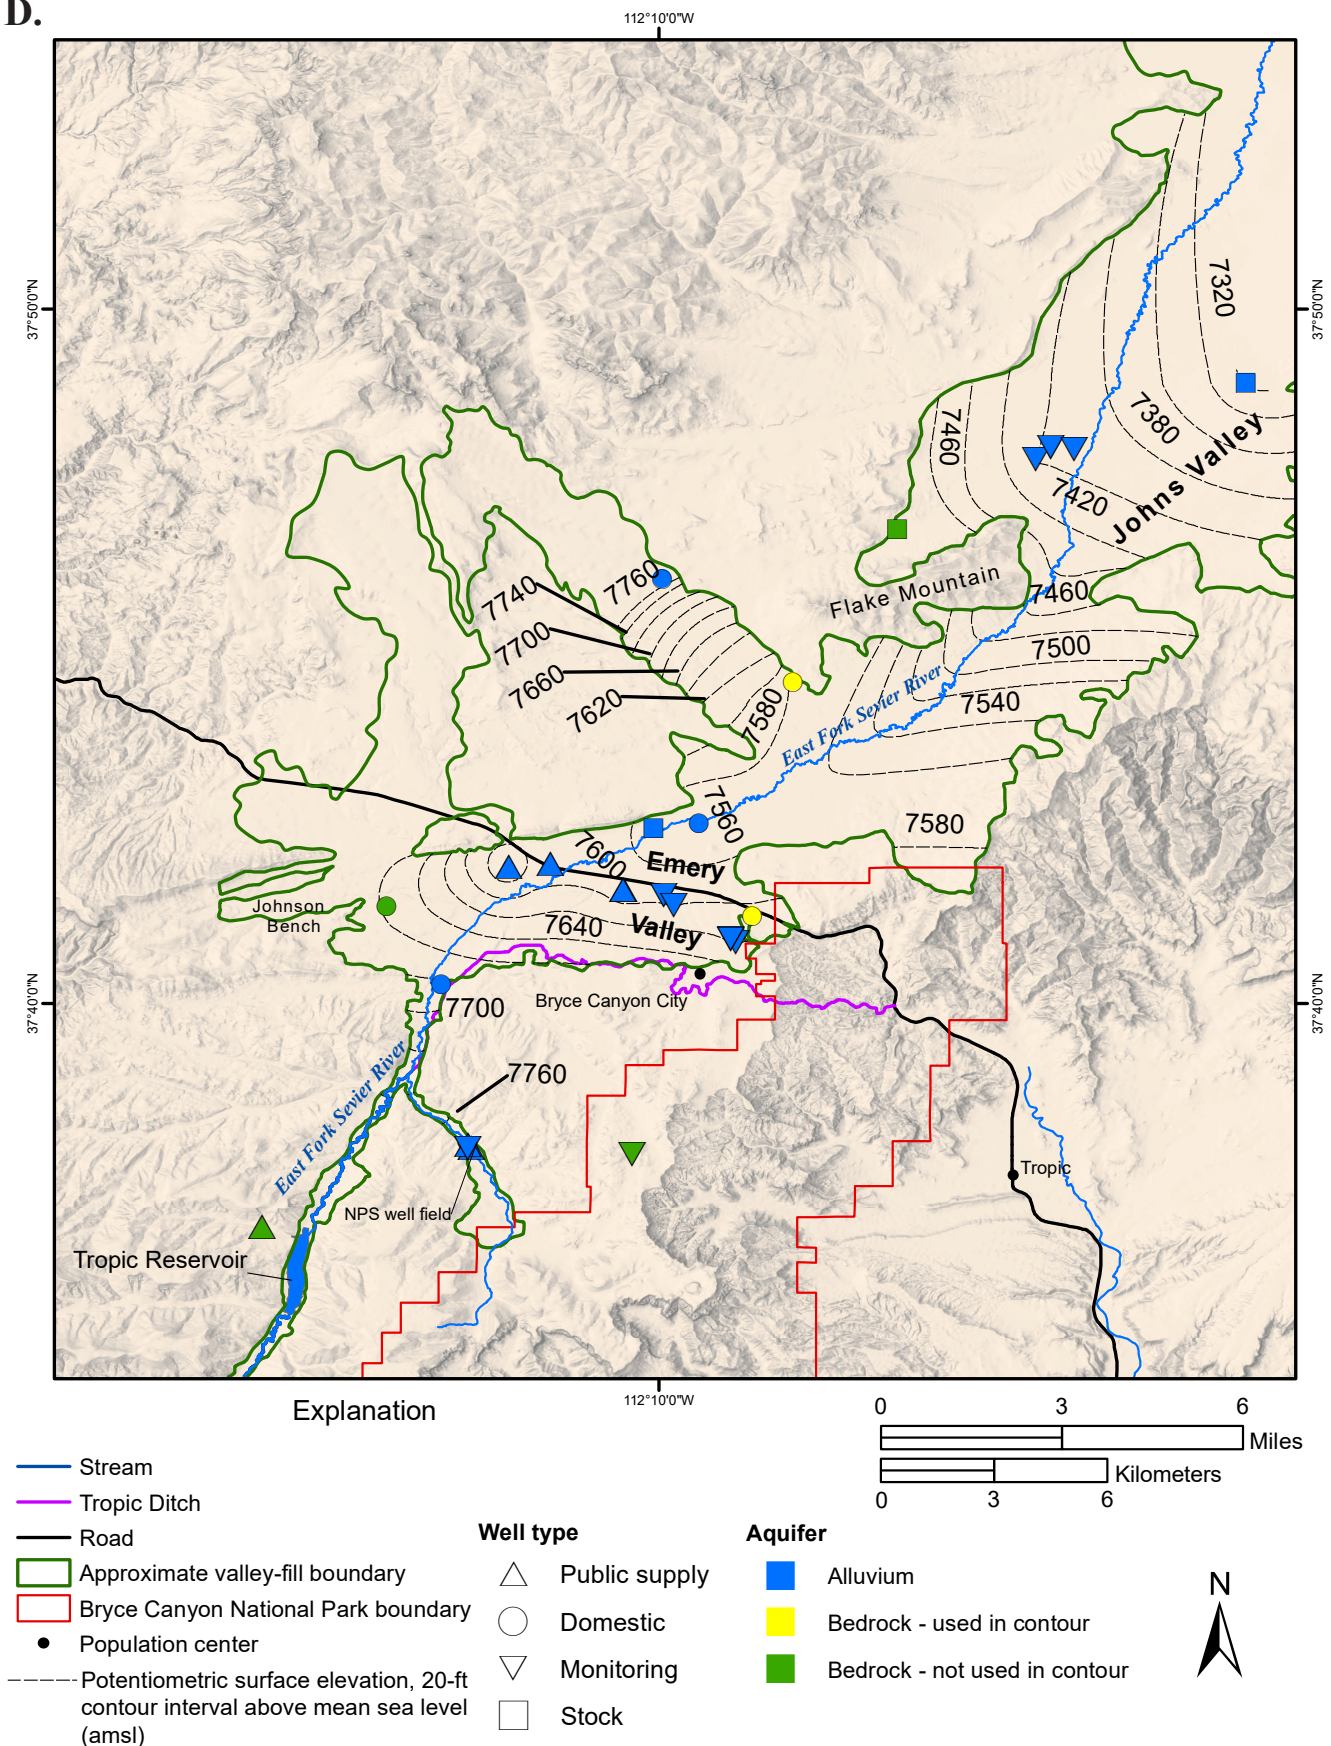 D.
112°10'0"W
37°50'0"N
37°50'0"N
7320
7380
Johns Valley
7460
7420
Flake Mountain
7460
7760
7740
7700
7660
7620
7580
7500
7540
East Fork Sevier River
7560
7580
7600
Emery
Valley
7640
Johnson
Bench
37°40'0"N
37°40'0"N
7700
Bryce Canyon City
7760
East Fork Sevier River
Tropic
NPS well field
Tropic Reservoir
112°10'0"W
Explanation
0 3 6
Miles
Kilometers
0 3 6
Stream
Tropic Ditch
Road
Approximate valley-fill boundary
Bryce Canyon National Park boundary
Population center
Potentiometric surface elevation, 20-ft
contour interval above mean sea level
(amsl)
Well type
Public supply
Domestic
Monitoring
Stock
Aquifer
Alluvium
Bedrock - used in contour
Bedrock - not used in contour
N